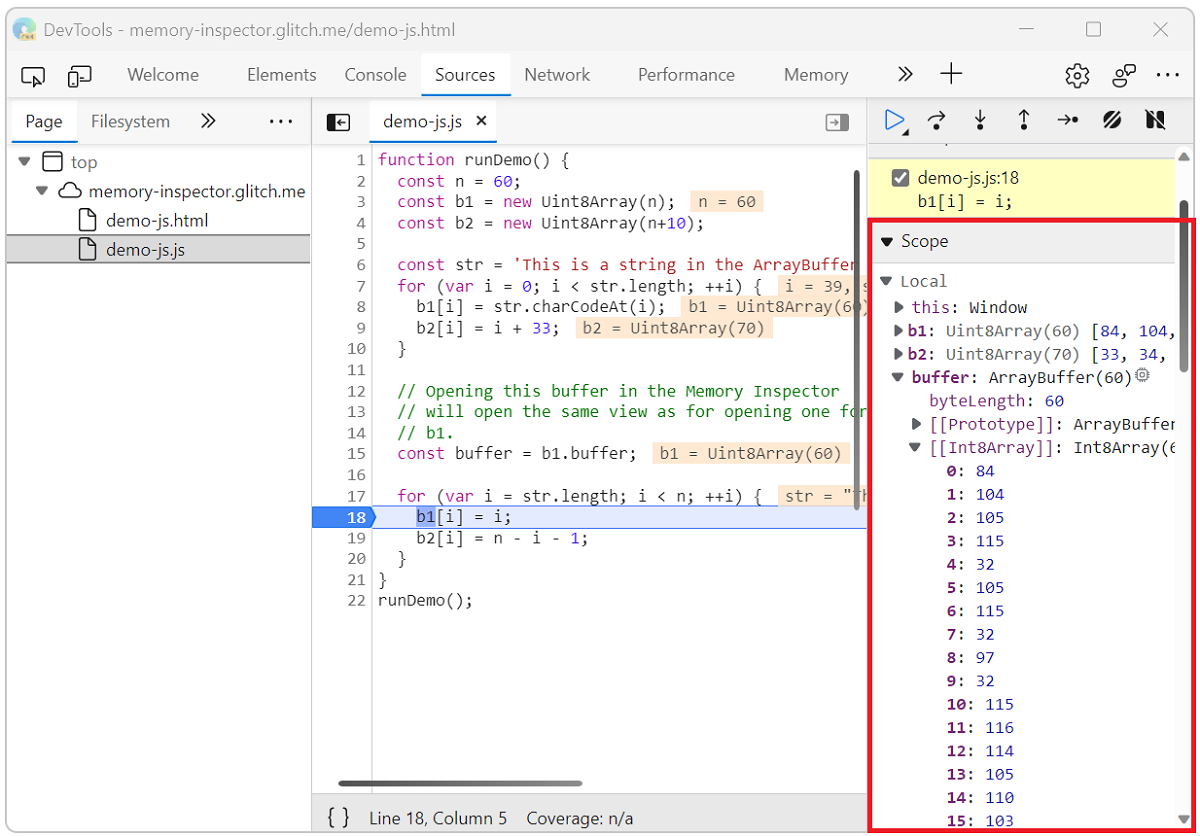 DevTools - memory-inspector.glitch.me/demo-js.html
Welcome Elements Console Sources Network Performance Memory
Page Filesystem
demo-js.js
top
memory-inspector.glitch.me
demo-js.html
demo-js.js
1 function runDemo() {
2 const n = 60;
3 const b1 = new Uint8Array(n); n = 60
4 const b2 = new Uint8Array(n+10);
5
6 const str = 'This is a string in the ArrayBuffer
7 for (var i = 0; i < str.length; ++i) { i = 39, s
8 b1[i] = str.charCodeAt(i); b1 = Uint8Array(60)
9 b2[i] = i + 33; b2 = Uint8Array(70)
10 }
11
12 // Opening this buffer in the Memory Inspector
13 // will open the same view as for opening one for
14 // b1.
15 const buffer = b1.buffer; b1 = Uint8Array(60)
16
17 for (var i = str.length; i < n; ++i) { str = "Th
18 b1[i] = i;
19 b2[i] = n - i - 1;
20 }
21 }
22 runDemo();
{ } Line 18, Column 5 Coverage: n/a
demo-js.js:18
b1[i] = i;
Scope
Local
this: Window
b1: Uint8Array(60) [84, 104,
b2: Uint8Array(70) [33, 34,
buffer: ArrayBuffer(60)
byteLength: 60
[[Prototype]]: ArrayBuffer
[[Int8Array]]: Int8Array(6
0: 84
1: 104
2: 105
3: 115
4: 32
5: 105
6: 115
7: 32
8: 97
9: 32
10: 115
11: 116
12: 114
13: 105
14: 110
15: 103